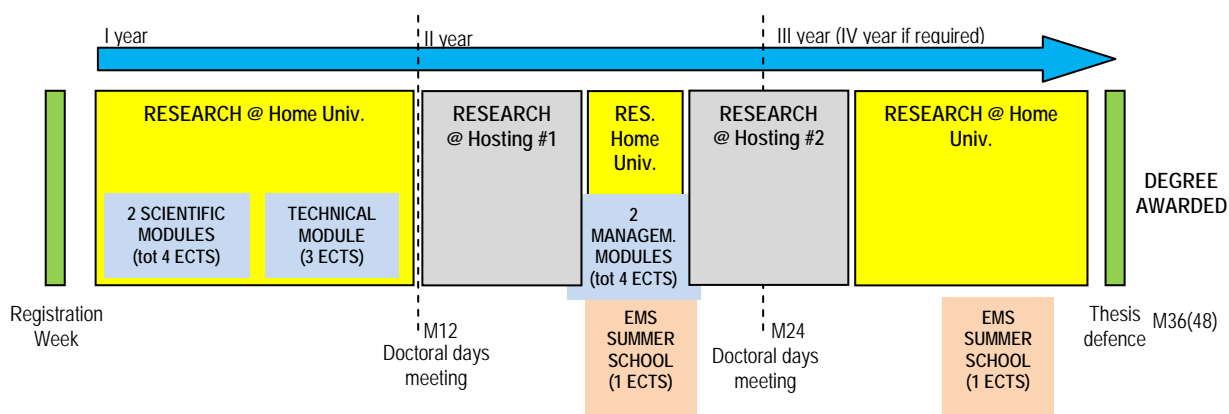 I year
II year
III year (IV year if required)
RESEARCH @ Home Univ.
RESEARCH
@ Hosting #1
RES.
Home
Univ.
RESEARCH
@ Hosting #2
RESEARCH @ Home
Univ.
2 SCIENTIFIC
MODULES
(tot 4 ECTS)
TECHNICAL
MODULE
(3 ECTS)
2
MANAGEM.
MODULES
(tot 4 ECTS)
DEGREE
AWARDED
Registration
Week
M12
Doctoral days
meeting
EMS
SUMMER
SCHOOL
(1 ECTS)
M24
Doctoral days
meeting
EMS
SUMMER
SCHOOL
(1 ECTS)
Thesis
defence
M36(48)